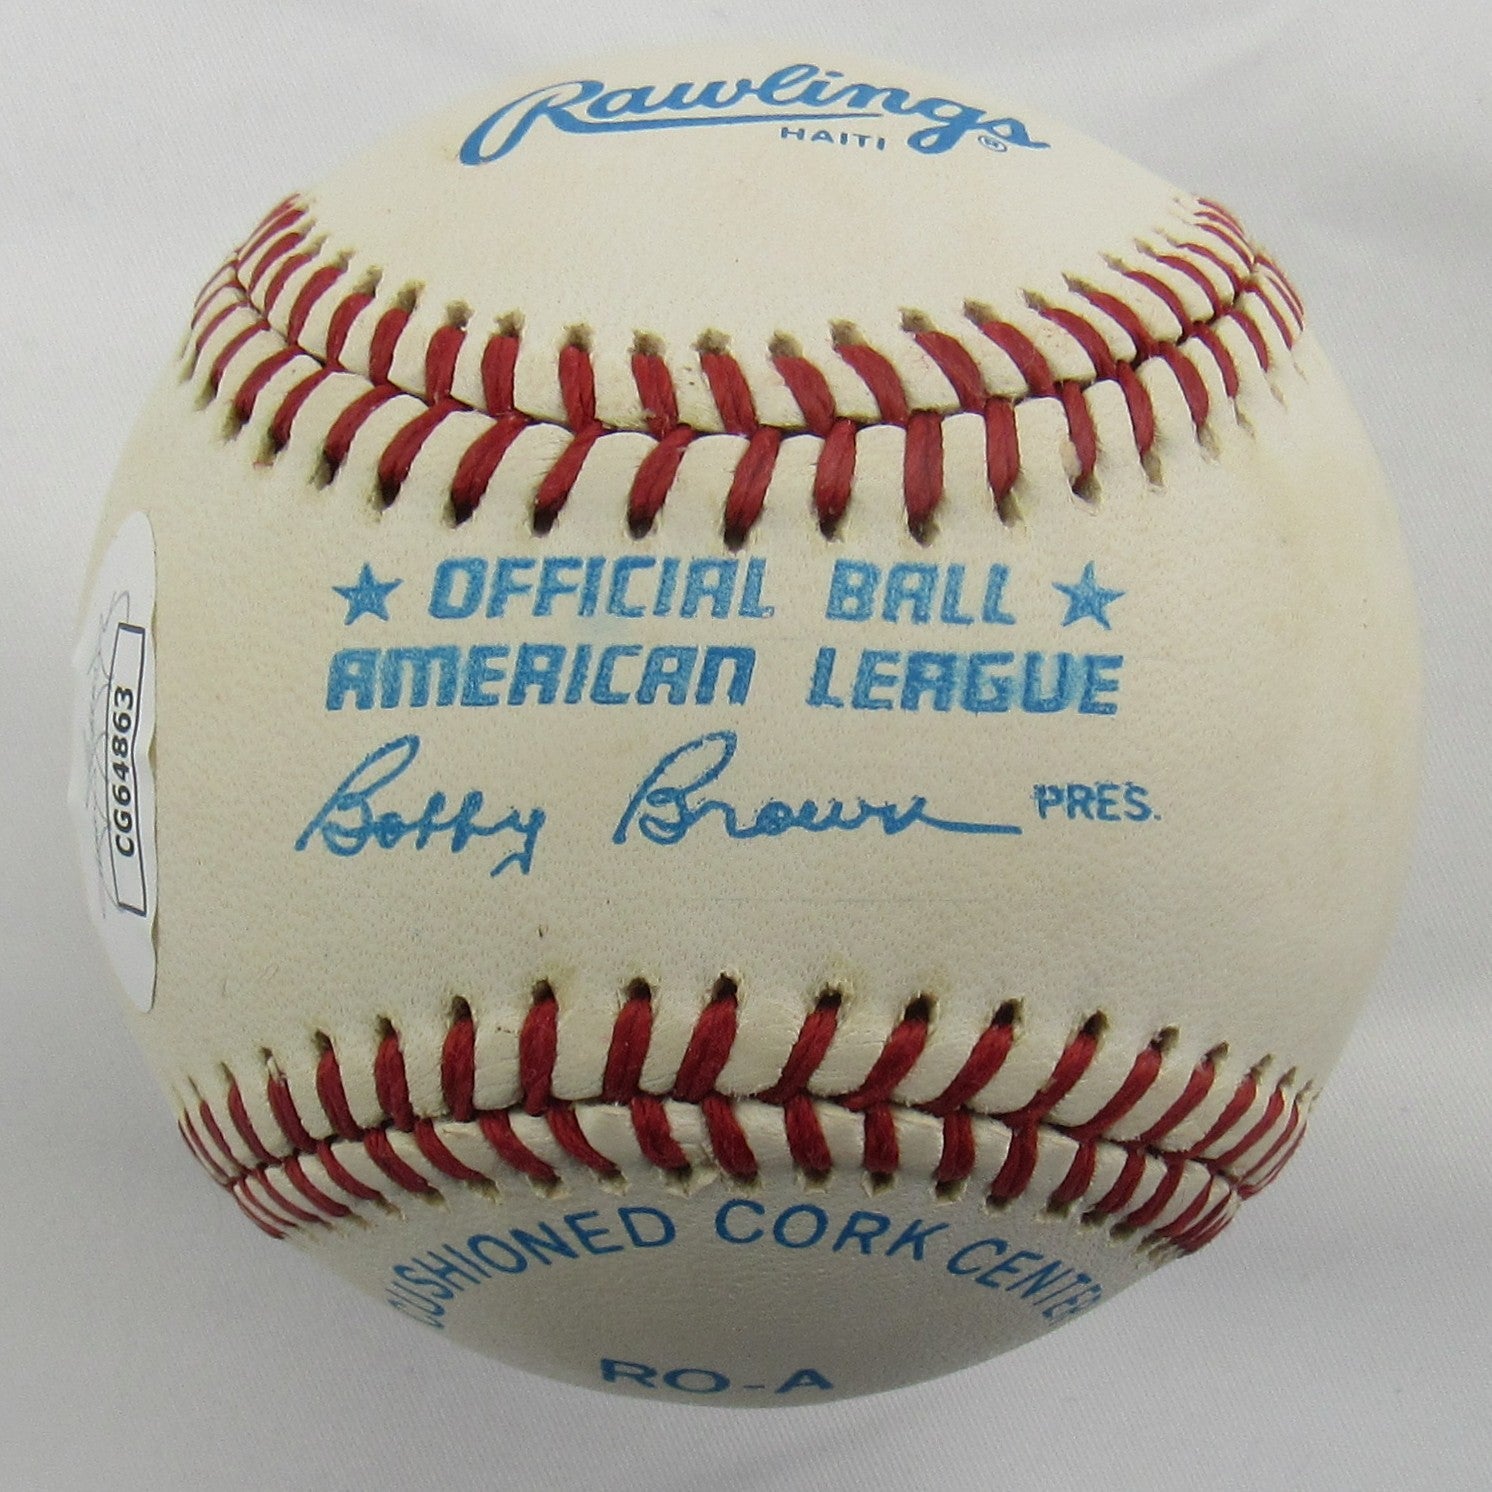 Rawlings ®
HAITI
★ OFFICIAL BALL ★
AMERICAN LEAGUE
Bobby Brown PRES.
CG64863
CUSHIONED CORK CENTER
RO-A